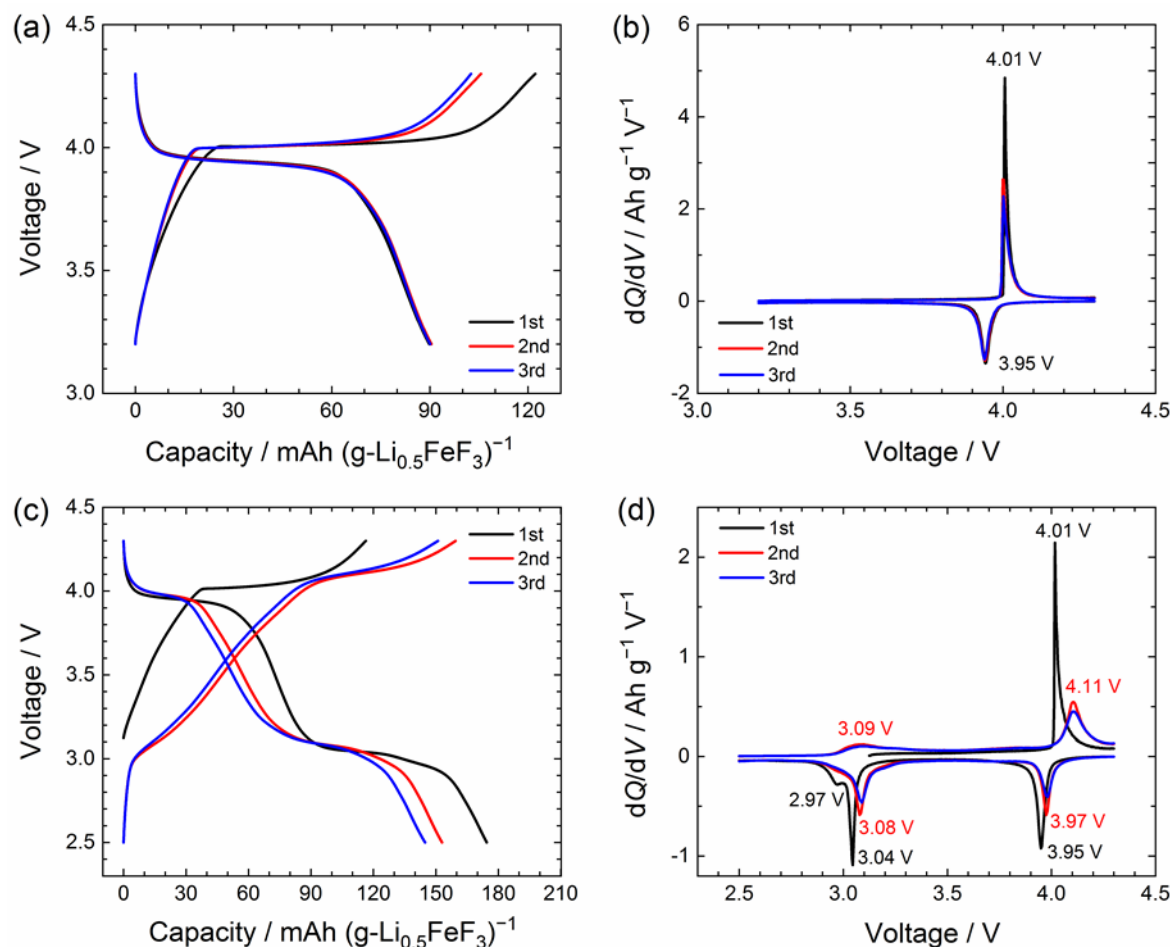 (a)
4.5
4.0
3.5
3.0
Voltage / V
1st
2nd
3rd
0 30 60 90 120
Capacity / mAh (g-Li₀.₅FeF₃)⁻¹
(b)
6
4
2
0
-2
dQ/dV / Ah g⁻¹ V⁻¹
4.01 V
3.95 V
1st
2nd
3rd
3.0 3.5 4.0 4.5
Voltage / V
(c)
4.5
4.0
3.5
3.0
2.5
Voltage / V
1st
2nd
3rd
0 30 60 90 120 150 180 210
Capacity / mAh (g-Li₀.₅FeF₃)⁻¹
(d)
2
1
0
-1
dQ/dV / Ah g⁻¹ V⁻¹
1st
2nd
3rd
4.01 V
4.11 V
3.09 V
2.97 V
3.08 V
3.04 V
3.97 V
3.95 V
2.5 3.0 3.5 4.0 4.5
Voltage / V